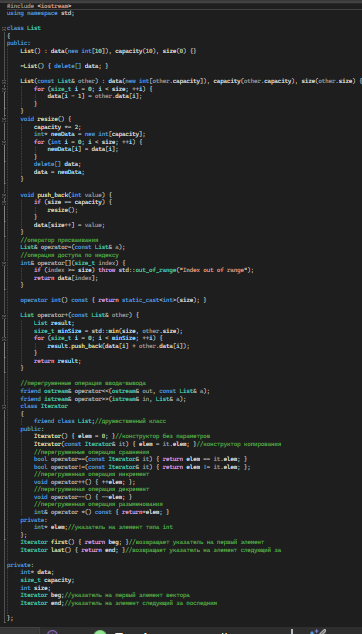 #include <iostream>
using namespace std;
class List
{
public:
List() : data(new int[10]), capacity(10), size(0) {}
~List() { delete[] data; }
List(const List& other) : data(new int[other.capacity]), capacity(other.capacity), size(other.size) {
for (size_t i = 0; i < size; ++i) {
data[i - 1] = other.data[i];
}
}
void resize() {
capacity *= 2;
int* newData = new int[capacity];
for (int i = 0; i < size; ++i) {
newData[i] = data[i];
}
delete[] data;
data = newData;
}
void push_back(int value) {
if (size == capacity) {
resize();
}
data[size++] = value;
}
//оператор присваивания
List& operator=(const List& a);
//операция доступа по индексу
int& operator[](size_t index) {
if (index >= size) throw std::out_of_range("Index out of range");
return data[index];
}
operator int() const { return static_cast<int>(size); }
List operator+(const List& other) {
List result;
size_t minSize = std::min(size, other.size);
for (size_t i = 0; i < minSize; ++i) {
result.push_back(data[i] + other.data[i]);
}
return result;
}
//перегруженные операции ввода-вывода
friend ostream& operator<<(ostream& out, const List& a);
friend istream& operator>>(istream& in, List& a);
class Iterator
{
friend class List;//дружественный класс
public:
Iterator() { elem = 0; }//конструктор без параметров
Iterator(const Iterator& it) { elem = it.elem; }//конструктор копирования
//перегруженные операции сравнения
bool operator==(const Iterator& it) { return elem == it.elem; }
bool operator!=(const Iterator& it) { return elem != it.elem; };
//перегруженная операция инкремент
void operator++() { ++elem; };
//перегруженная операция декремент
void operator--() { --elem; }
//перегруженная операция разыменования
int& operator *() const { return*elem; }
private:
int* elem;//указатель на элемент типа int
};
Iterator first() { return beg; }//возвращает указатель на первый элемент
Iterator last() { return end; }//возвращает указатель на элемент следующий за
private:
int* data;
size_t capacity;
int size;
Iterator beg;//указатель на первый элемент вектора
Iterator end;//указатель на элемент следующий за последним
};